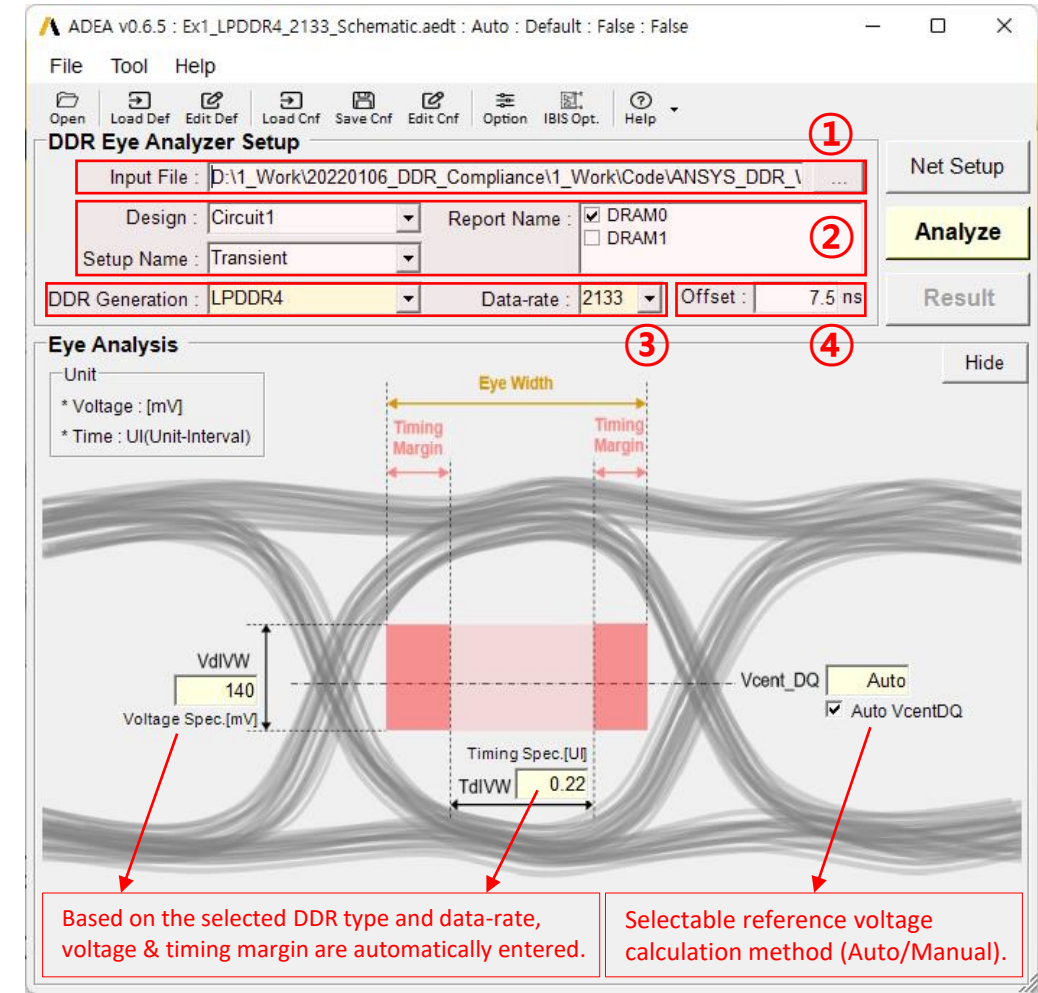 ADEA v0.6.5 : Ex1_LPDDR4_2133_Schematic.aedt : Auto : Default : False : False
File Tool Help
Open Load Def Edit Def Load Cnf Save Cnf Edit Cnf Option IBIS Opt. Help
DDR Eye Analyzer Setup
①
Input File : D:\1_Work\20220106_DDR_Compliance\1_Work\Code\ANSYS_DDR_\ ...
Net Setup
Design : Circuit1 Report Name : DRAM0
DRAM1
②
Analyze
Setup Name : Transient
DDR Generation : LPDDR4 Data-rate : 2133 Offset : 7.5 ns
Result
③ ④
Eye Analysis
Hide
Unit
* Voltage : [mV]
* Time : UI(Unit-Interval)
Eye Width
Timing Margin
Timing Margin
VdIVW
140
Voltage Spec.[mV]
Vcent_DQ Auto
Auto VcentDQ
Timing Spec.[UI]
TdIVW 0.22
Based on the selected DDR type and data-rate,
voltage & timing margin are automatically entered.
Selectable reference voltage
calculation method (Auto/Manual).